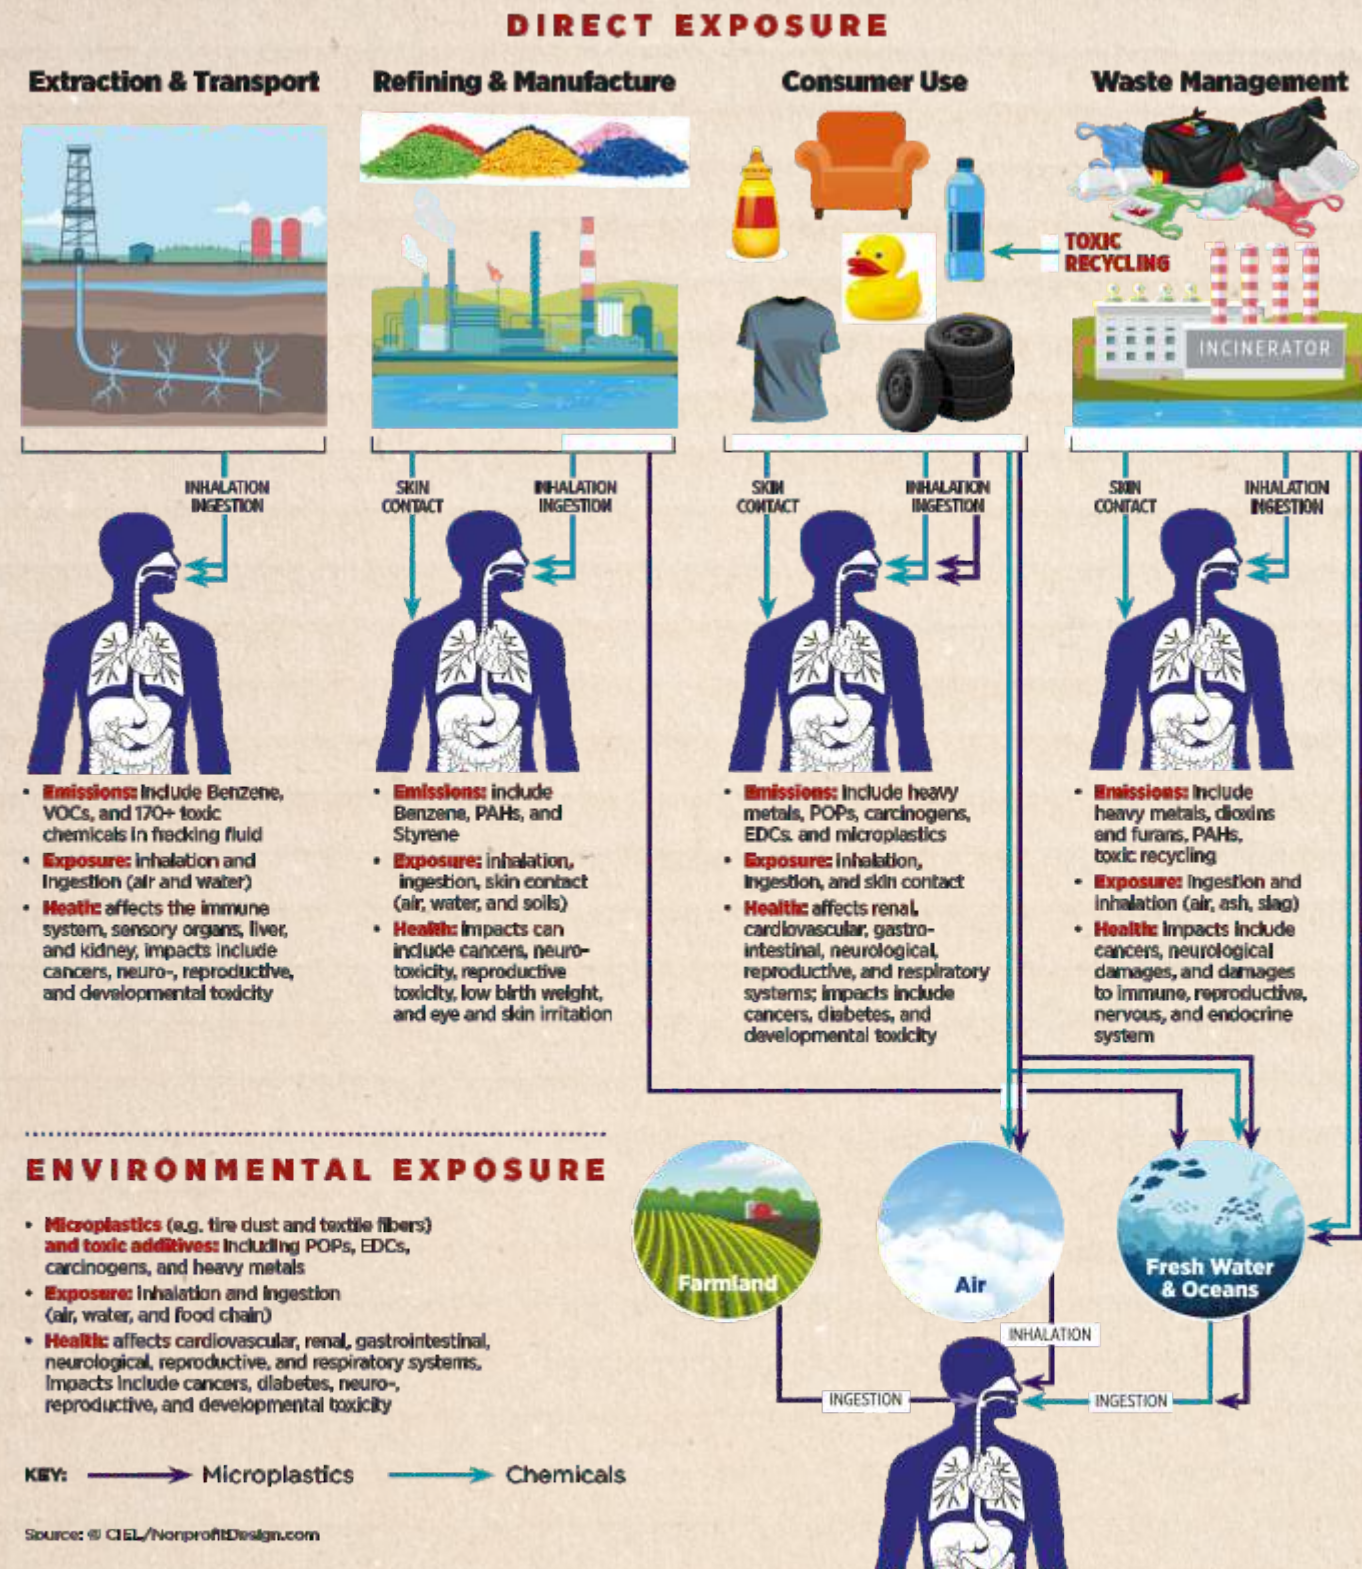 DIRECT EXPOSURE
Extraction & Transport
Refining & Manufacture
Consumer Use
Waste Management
TOXIC
RECYCLING
INCINERATOR
INHALATION
INGESTION
SKIN
CONTACT
INHALATION
INGESTION
SKIN
CONTACT
INHALATION
INGESTION
SKIN
CONTACT
INHALATION
INGESTION
• Emissions: include Benzene,
VOCs, and 170+ toxic
chemicals in fracking fluid
• Exposure: inhalation and
ingestion (air and water)
• Heath: affects the immune
system, sensory organs, liver,
and kidney, impacts include
cancers, neuro-, reproductive,
and developmental toxicity
• Emissions: include
Benzene, PAHs, and
Styrene
• Exposure: inhalation,
ingestion, skin contact
(air, water, and soils)
• Health: impacts can
include cancers, neuro-
toxicity, reproductive
toxicity, low birth weight,
and eye and skin irritation
• Emissions: include heavy
metals, POPs, carcinogens,
EDCs. and microplastics
• Exposure: inhalation,
ingestion, and skin contact
• Health: affects renal,
cardiovascular, gastro-
intestinal, neurological,
reproductive, and respiratory
systems; impacts include
cancers, diabetes, and
developmental toxicity
• Emissions: include
heavy metals, dioxins
and furans, PAHs,
toxic recycling
• Exposure: ingestion and
inhalation (air, ash, slag)
• Health: impacts include
cancers, neurological
damages, and damages
to immune, reproductive,
nervous, and endocrine
system
ENVIRONMENTAL EXPOSURE
• Microplastics (e.g. tire dust and textile fibers)
and toxic additives: including POPs, EDCs,
carcinogens, and heavy metals
• Exposure: inhalation and ingestion
(air, water, and food chain)
• Health: affects cardiovascular, renal, gastrointestinal,
neurological, reproductive, and respiratory systems,
impacts include cancers, diabetes, neuro-,
reproductive, and developmental toxicity
Farmland
Air
Fresh Water
& Oceans
INHALATION
INGESTION
INGESTION
KEY:
Microplastics
Chemicals
Source: © CIEL/NonprofitDesign.com